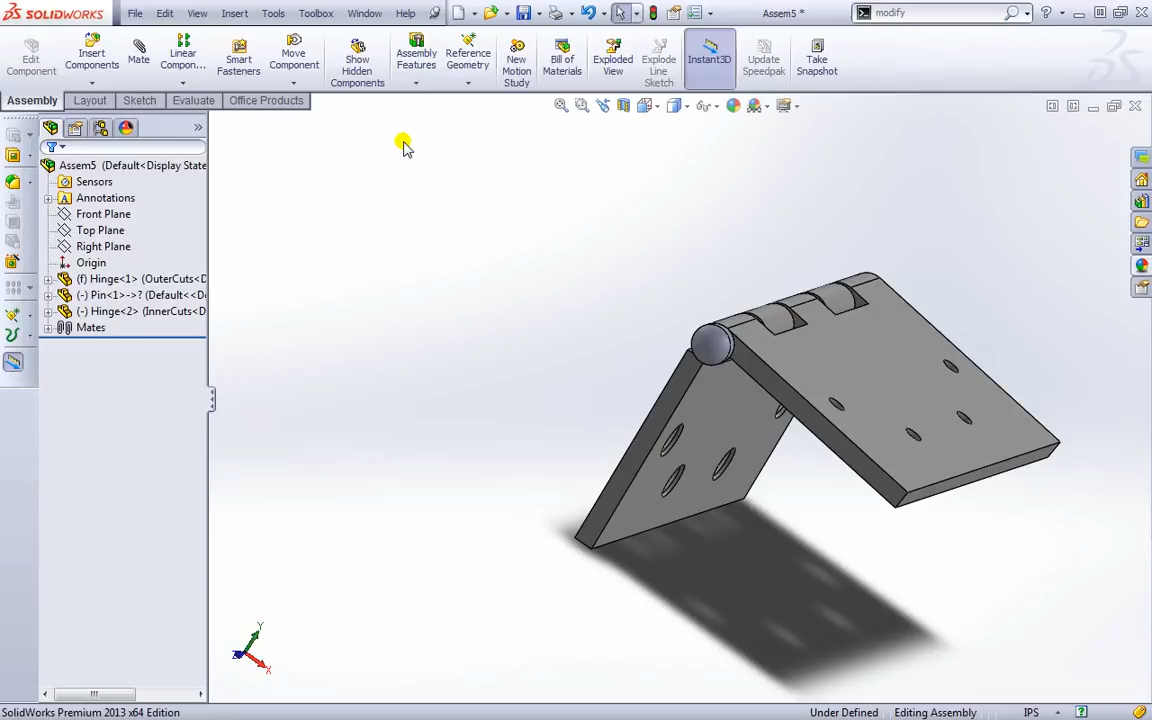 SOLIDWORKS File Edit View Insert Tools Toolbox Window Help Assem5 * modify
Edit Component
Insert Components
Mate
Linear Compon...
Smart Fasteners
Move Component
Show Hidden Components
Assembly Features
Reference Geometry
New Motion Study
Bill of Materials
Exploded View
Explode Line Sketch
Instant3D
Update Speedpak
Take Snapshot
Assembly Layout Sketch Evaluate Office Products
Assem5 (Default<Display State
Sensors
Annotations
Front Plane
Top Plane
Right Plane
Origin
(f) Hinge<1> (OuterCuts<D
(-) Pin<1>->? (Default<<D
(-) Hinge<2> (InnerCuts<D
Mates
Y
X
Z
SolidWorks Premium 2013 x64 Edition Under Defined Editing Assembly IPS